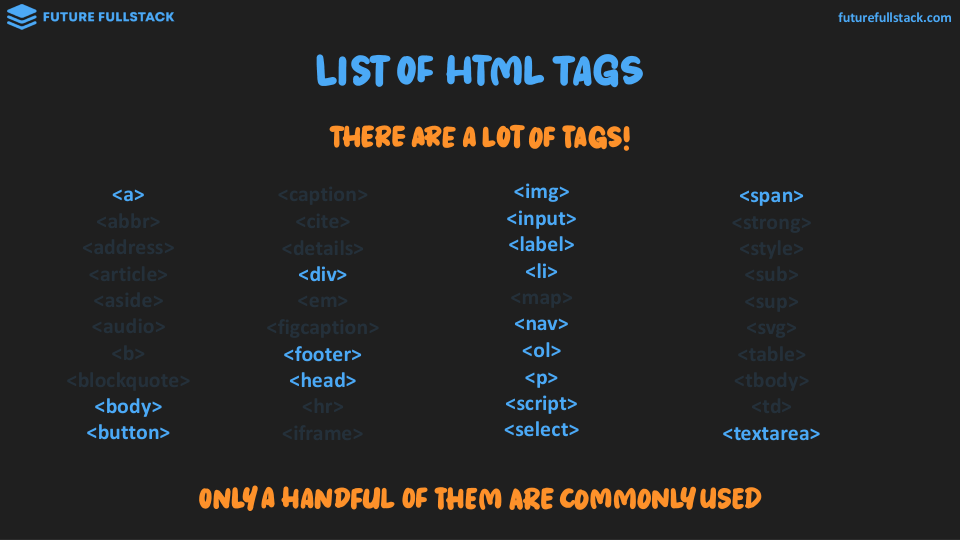 FUTURE FULLSTACK
futurefullstack.com
LIST OF HTML TAGS
THERE ARE A LOT OF TAGS!
<a>
<abbr>
<address>
<article>
<aside>
<audio>
<b>
<blockquote>
<body>
<button>
<caption>
<cite>
<details>
<div>
<em>
<figcaption>
<footer>
<head>
<hr>
<iframe>
<img>
<input>
<label>
<li>
<map>
<nav>
<ol>
<p>
<script>
<select>
<span>
<strong>
<style>
<sub>
<sup>
<svg>
<table>
<tbody>
<td>
<textarea>
ONLY A HANDFUL OF THEM ARE COMMONLY USED